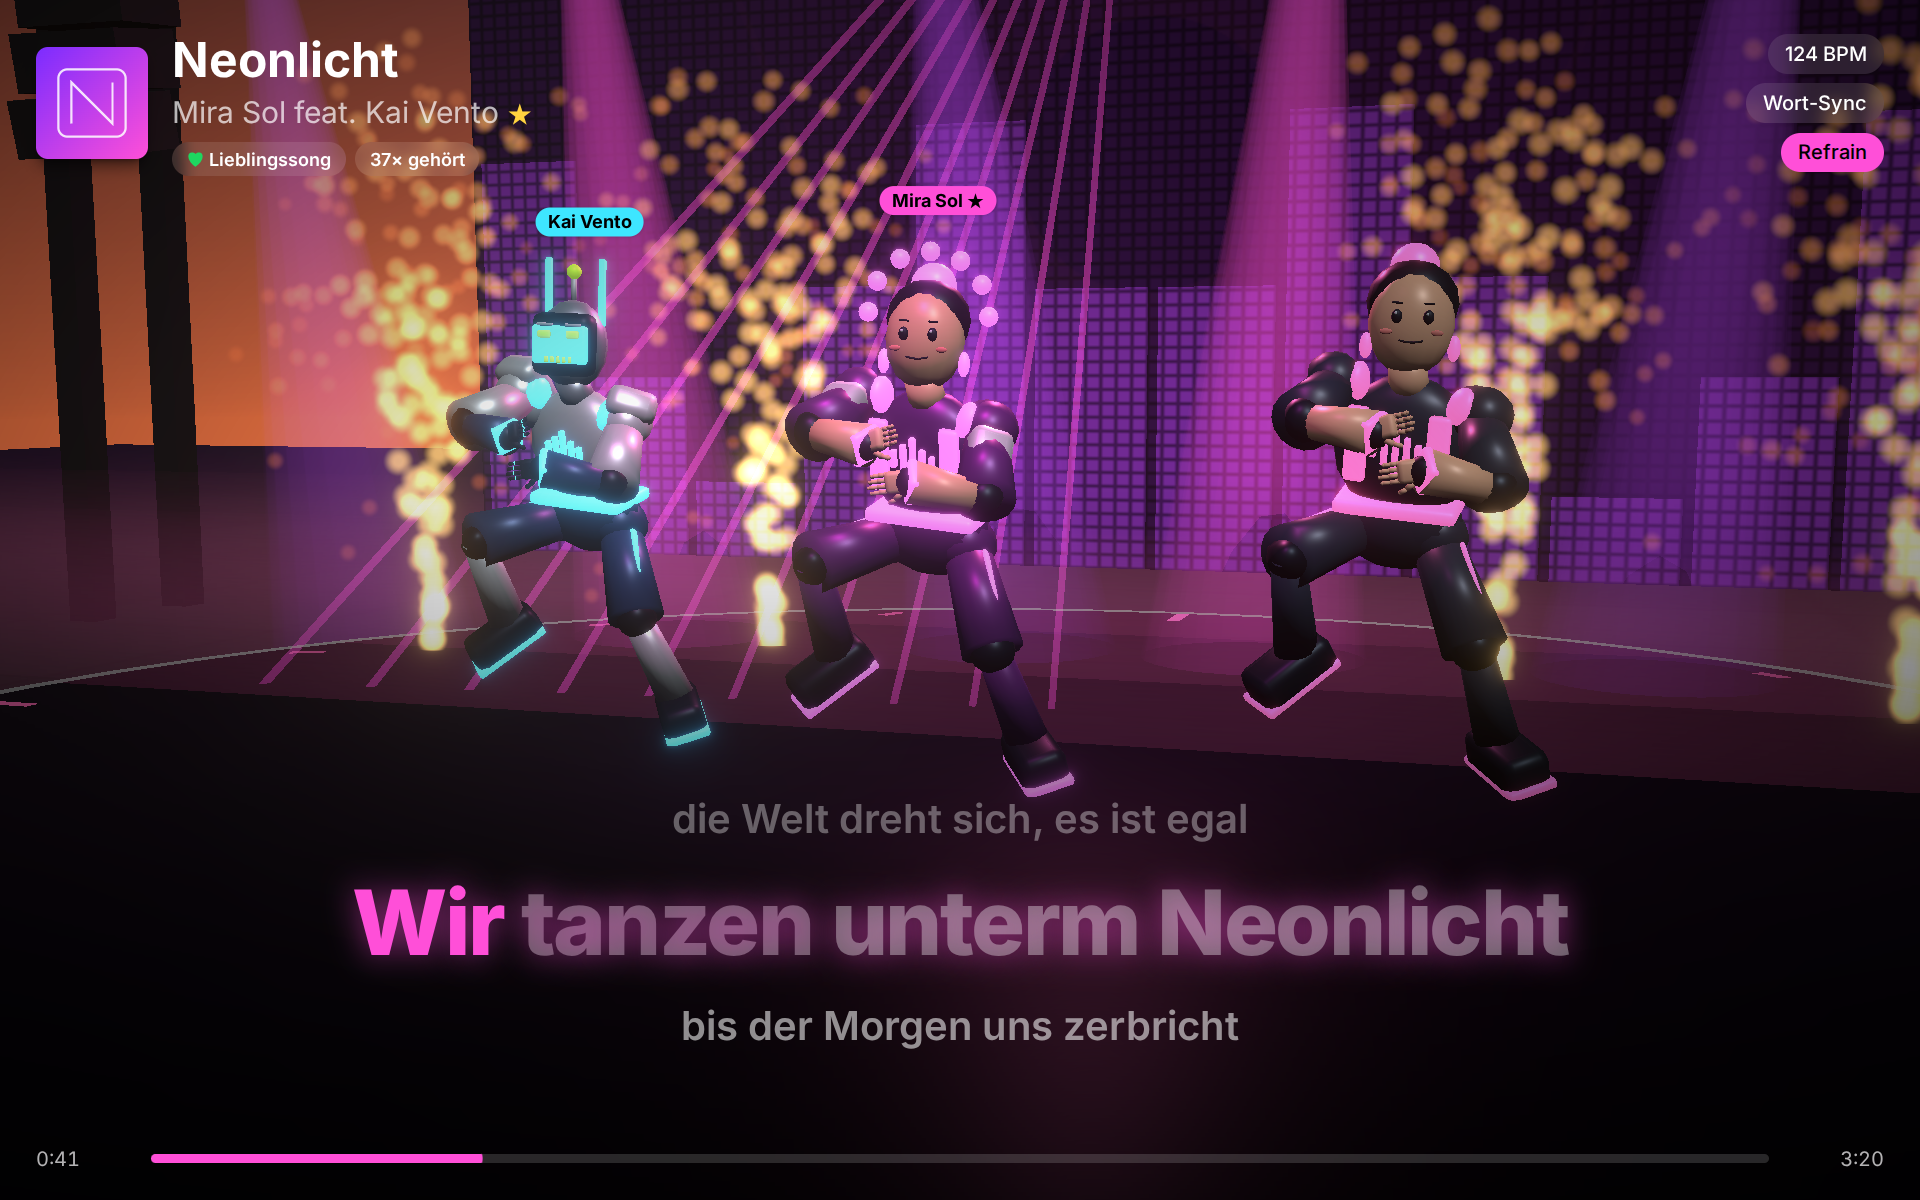 N
Neonlicht
Mira Sol feat. Kai Vento ★
Lieblingssong
37× gehört
124 BPM
Wort-Sync
Refrain
Kai Vento
Mira Sol ★
die Welt dreht sich, es ist egal
Wir tanzen unterm Neonlicht
bis der Morgen uns zerbricht
0:41
3:20